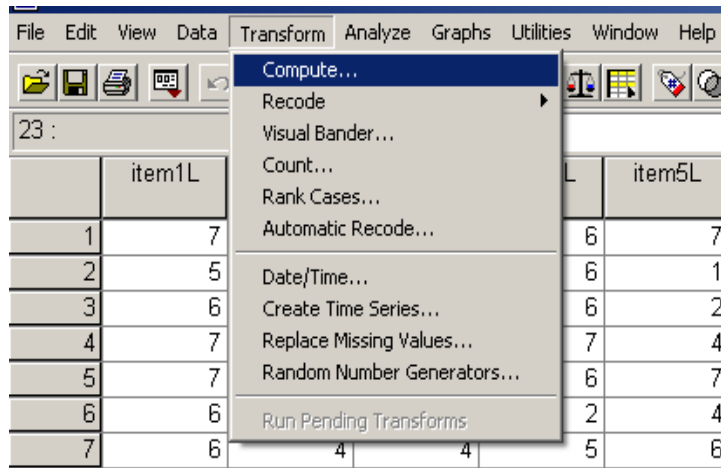 File Edit View Data Transform Analyze Graphs Utilities Window Help
Compute...
Recode
Visual Bander...
Count...
Rank Cases...
Automatic Recode...
Date/Time...
Create Time Series...
Replace Missing Values...
Random Number Generators...
Run Pending Transforms
23 :
item1L L item5L
1 7 6 7
2 5 6 1
3 6 6 2
4 7 7 4
5 7 6 7
6 6 2 4
7 6 4 4 5 6